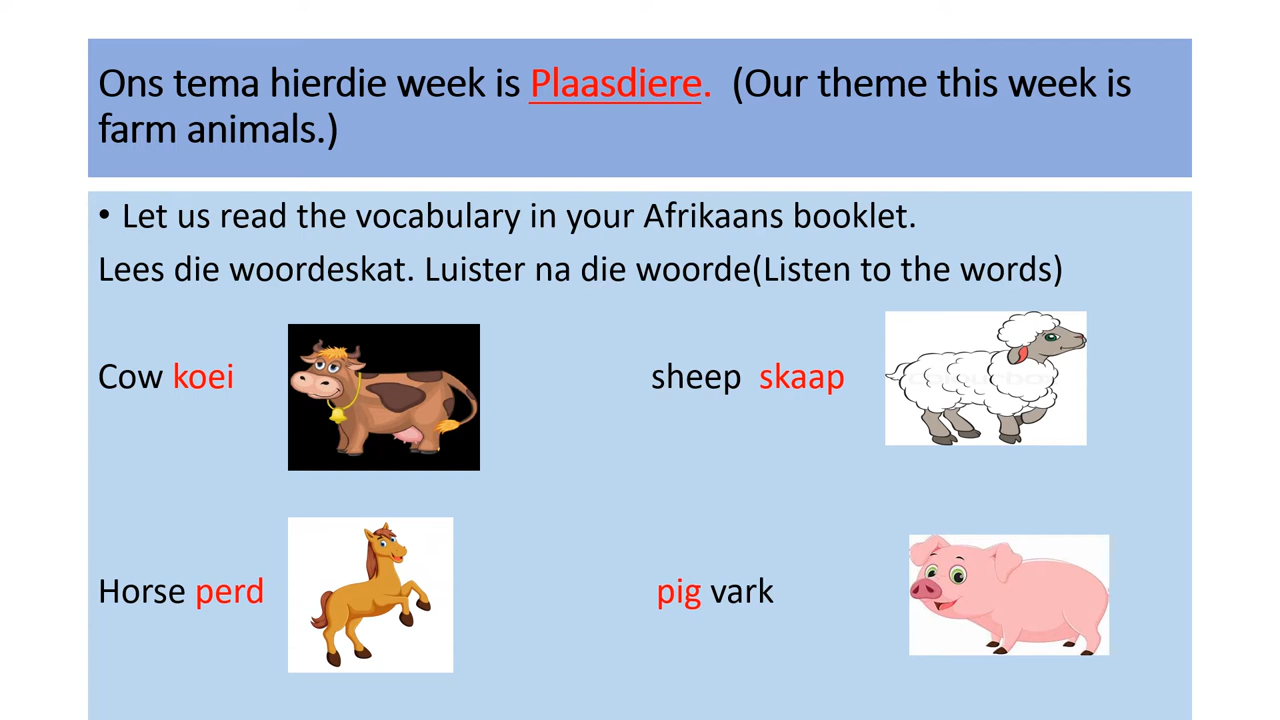 Ons tema hierdie week is Plaasdiere. (Our theme this week is
farm animals.)
• Let us read the vocabulary in your Afrikaans booklet.
Lees die woordeskat. Luister na die woorde(Listen to the words)
Cow koei
sheep skaap
Horse perd
pig vark